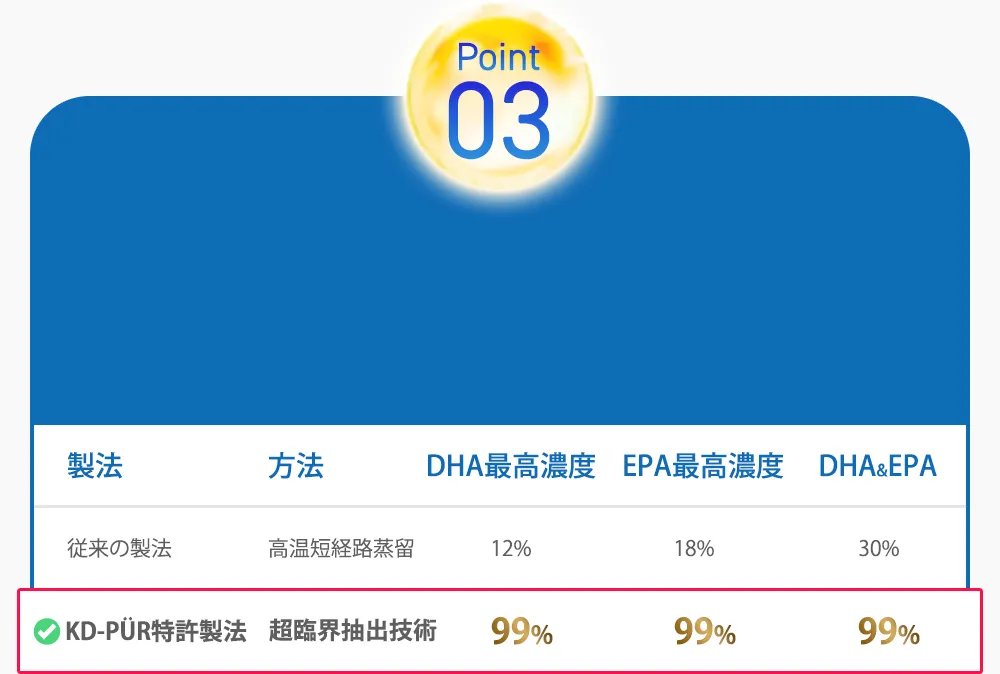 Point
03
製法 方法 DHA最高濃度 EPA最高濃度 DHA&EPA
従来の製法 高温短経路蒸留 12% 18% 30%
KD-PÜR特許製法 超臨界抽出技術 99% 99% 99%